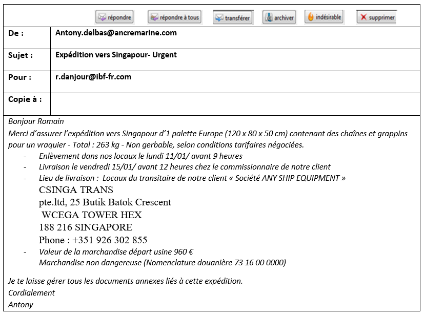 répondre répondre à tous transférer archiver indésirable supprimer
De : Antony.delbas@ancremarine.com
Sujet : Expédition vers Singapour- Urgent
Pour : r.danjour@ibf-fr.com
Copie à :
Bonjour Romain
Merci d'assurer l'expédition vers Singapour d'1 palette Europe (120 x 80 x 50 cm) contenant des chaînes et grappins
pour un vraquier - Total : 263 kg - Non gerbable, selon conditions tarifaires négociées.
- Enlèvement dans nos locaux le lundi 11/01/ avant 9 heures
- Livraison le vendredi 15/01/ avant 12 heures chez le commissionnaire de notre client
Lieu de livraison : Locaux du transitaire de notre client « Société ANY SHIP EQUIPMENT »
CSINGA TRANS
pte.ltd, 25 Butik Batok Crescent
WCEGA TOWER HEX
188 216 SINGAPORE
Phone : +351 926 302 855
- Valeur de la marchandise départ usine 960 €
Marchandise non dangereuse (Nomenclature douanière 73 16 00 0000)
Je te laisse gérer tous les documents annexes liés à cette expédition.
Cordialement
Antony